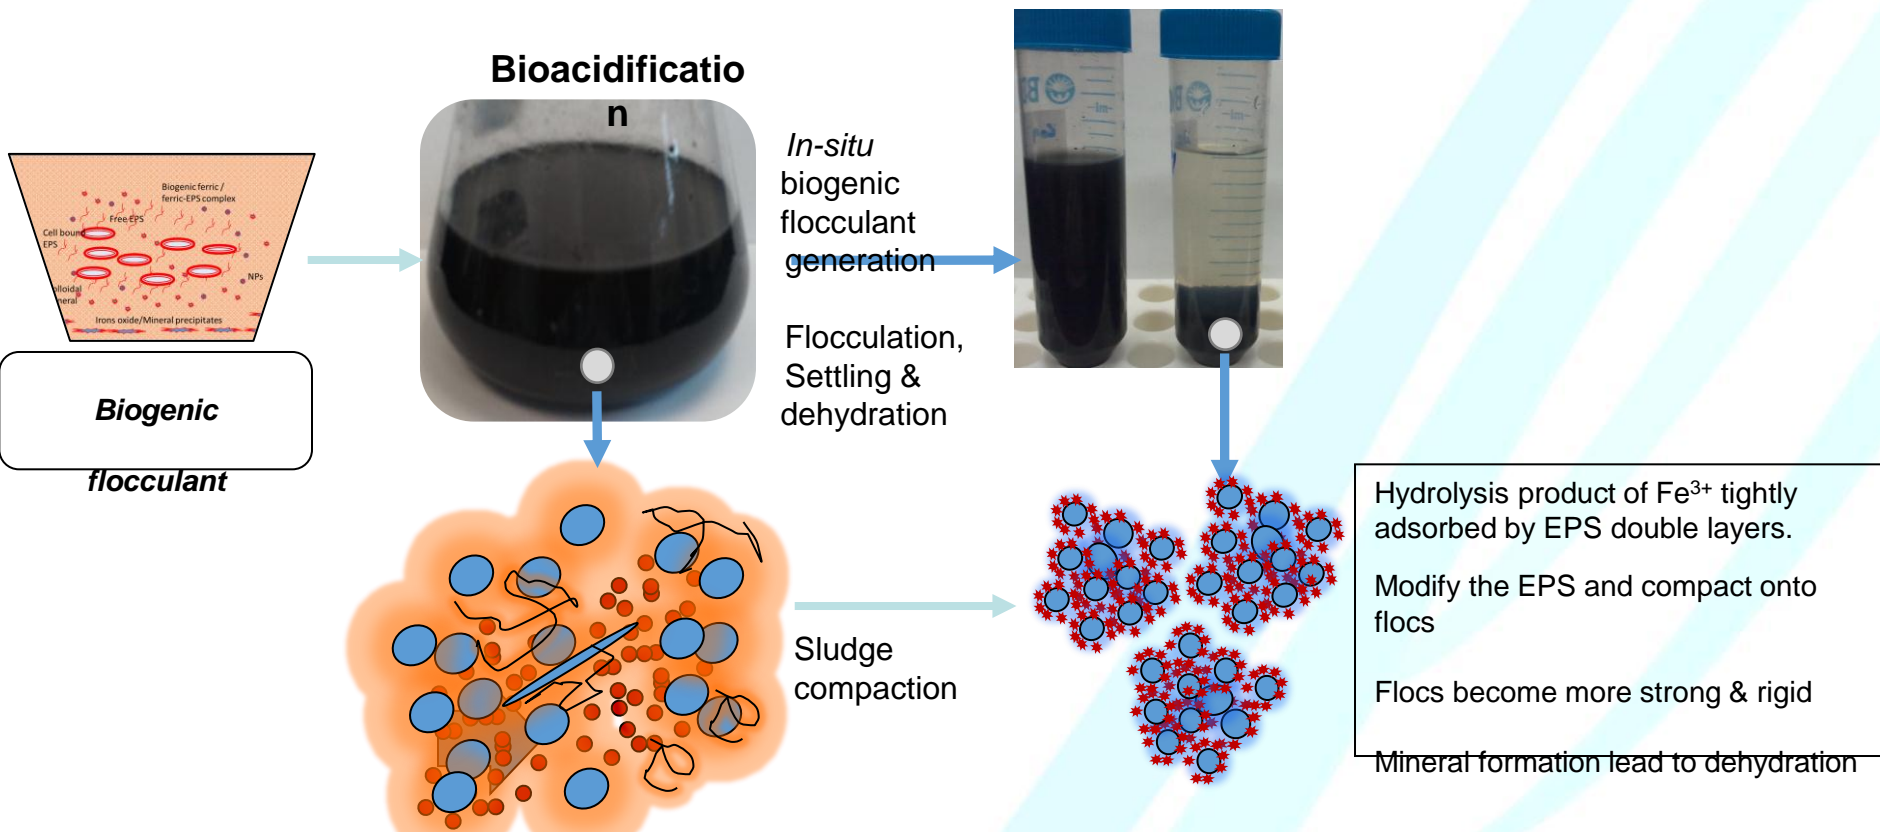 Bioacidificatio
n
Biogenic ferric /
ferric-EPS complex
Free EPS
Cell bound
EPS
NPs
Irons oxide/Mineral precipitates
Biogenic
flocculant
In-situ
biogenic
flocculant
generation
Flocculation,
Settling &
dehydration
ml
ml
Sludge
compaction
Hydrolysis product of Fe³⁺ tightly
adsorbed by EPS double layers.
Modify the EPS and compact onto
flocs
Flocs become more strong & rigid
Mineral formation lead to dehydration